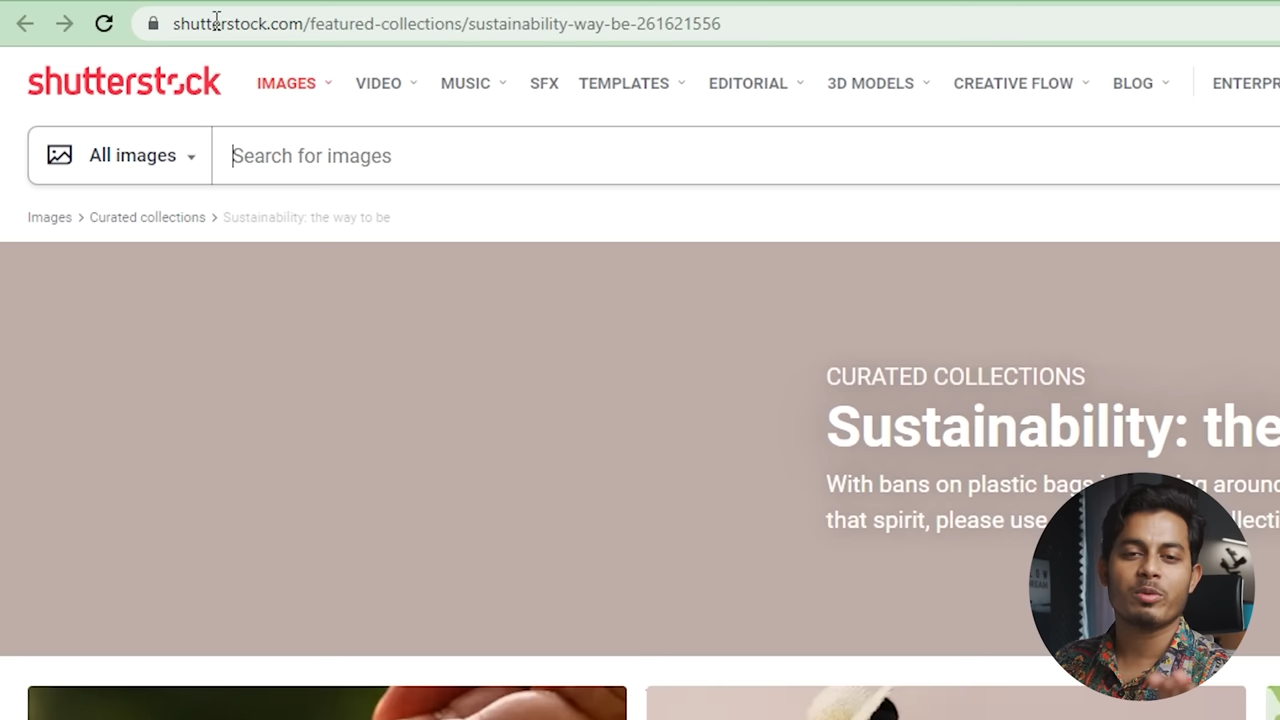 shutterstock.com/featured-collections/sustainability-way-be-261621556
shutterstock IMAGES VIDEO MUSIC SFX TEMPLATES EDITORIAL 3D MODELS CREATIVE FLOW BLOG ENTERPR
All images Search for images
Images > Curated collections > Sustainability: the way to be
CURATED COLLECTIONS
Sustainability: the
With bans on plastic bags around
that spirit, please use